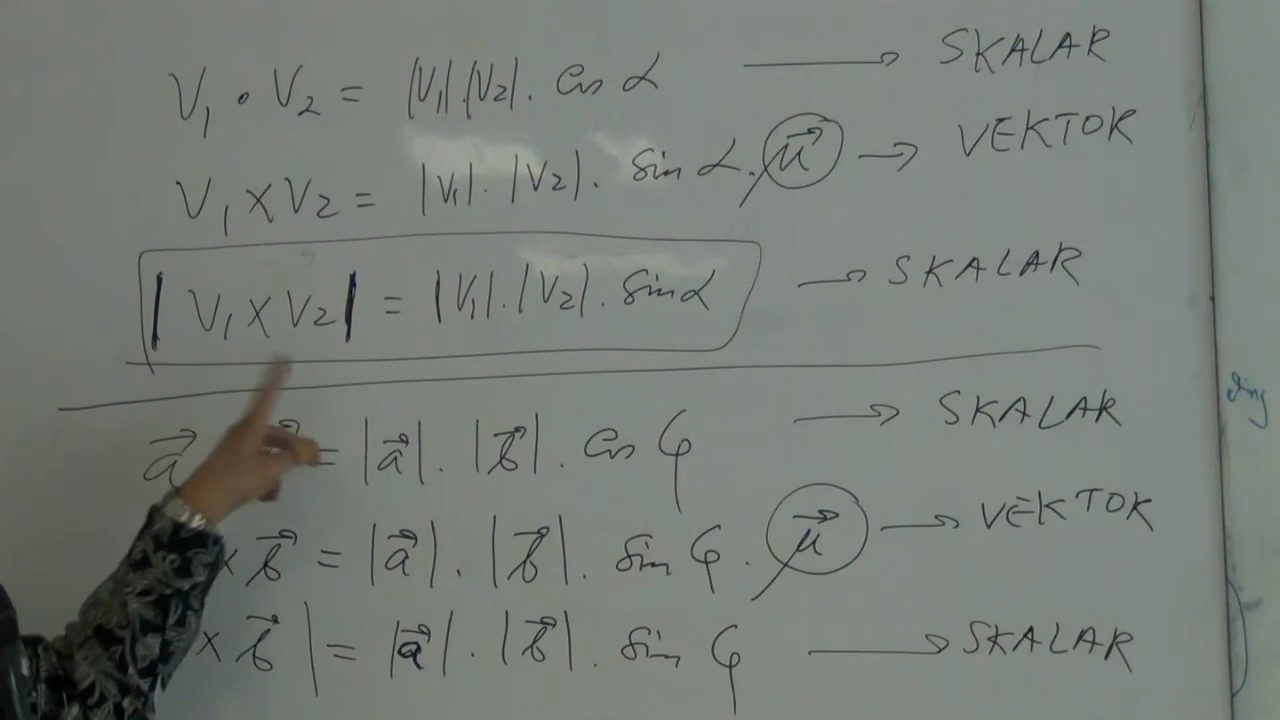 V₁ • V₂ = |V₁|.|V₂|. Cos α → SKALAR
V₁ × V₂ = |V₁|. |V₂|. Sin α. μ⃗ → VEKTOR
| V₁ × V₂ | = |V₁|.|V₂|. Sin α → SKALAR
a⃗ = |a⃗|. |b⃗|. Cos φ → SKALAR
× b⃗ = |a⃗|. |b⃗|. Sin φ. μ⃗ → VEKTOR
× b⃗ | = |a⃗|. |b⃗|. Sin φ → SKALAR